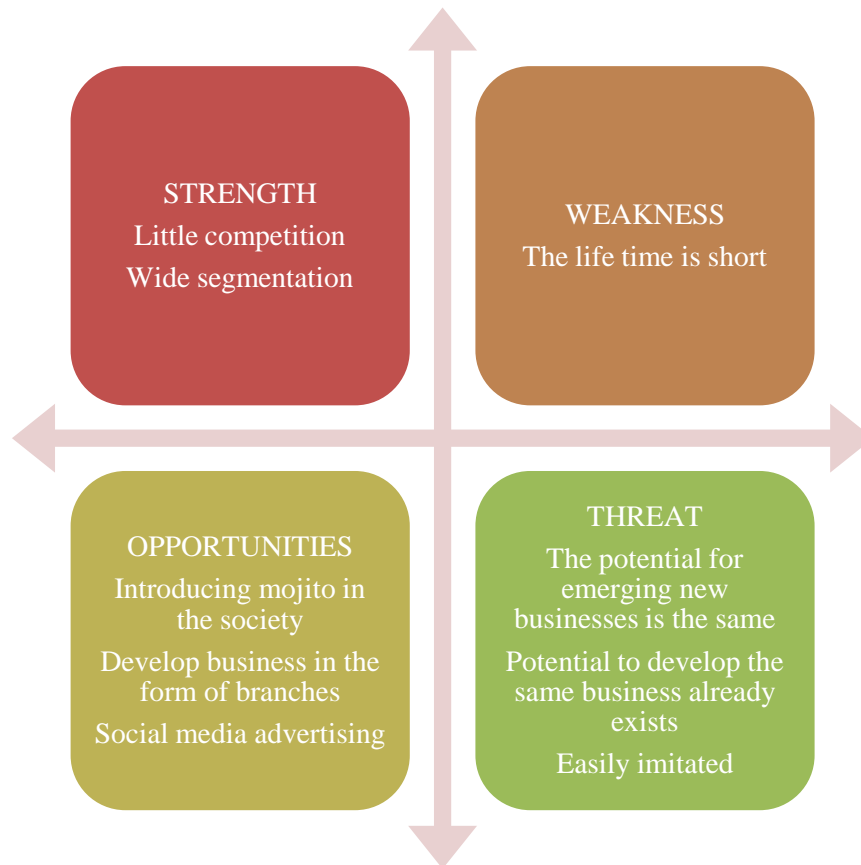 STRENGTH
Little competition
Wide segmentation
WEAKNESS
The life time is short
OPPORTUNITIES
Introducing mojito in
the society
Develop business in the
form of branches
Social media advertising
THREAT
The potential for
emerging new
businesses is the same
Potential to develop the
same business already
exists
Easily imitated